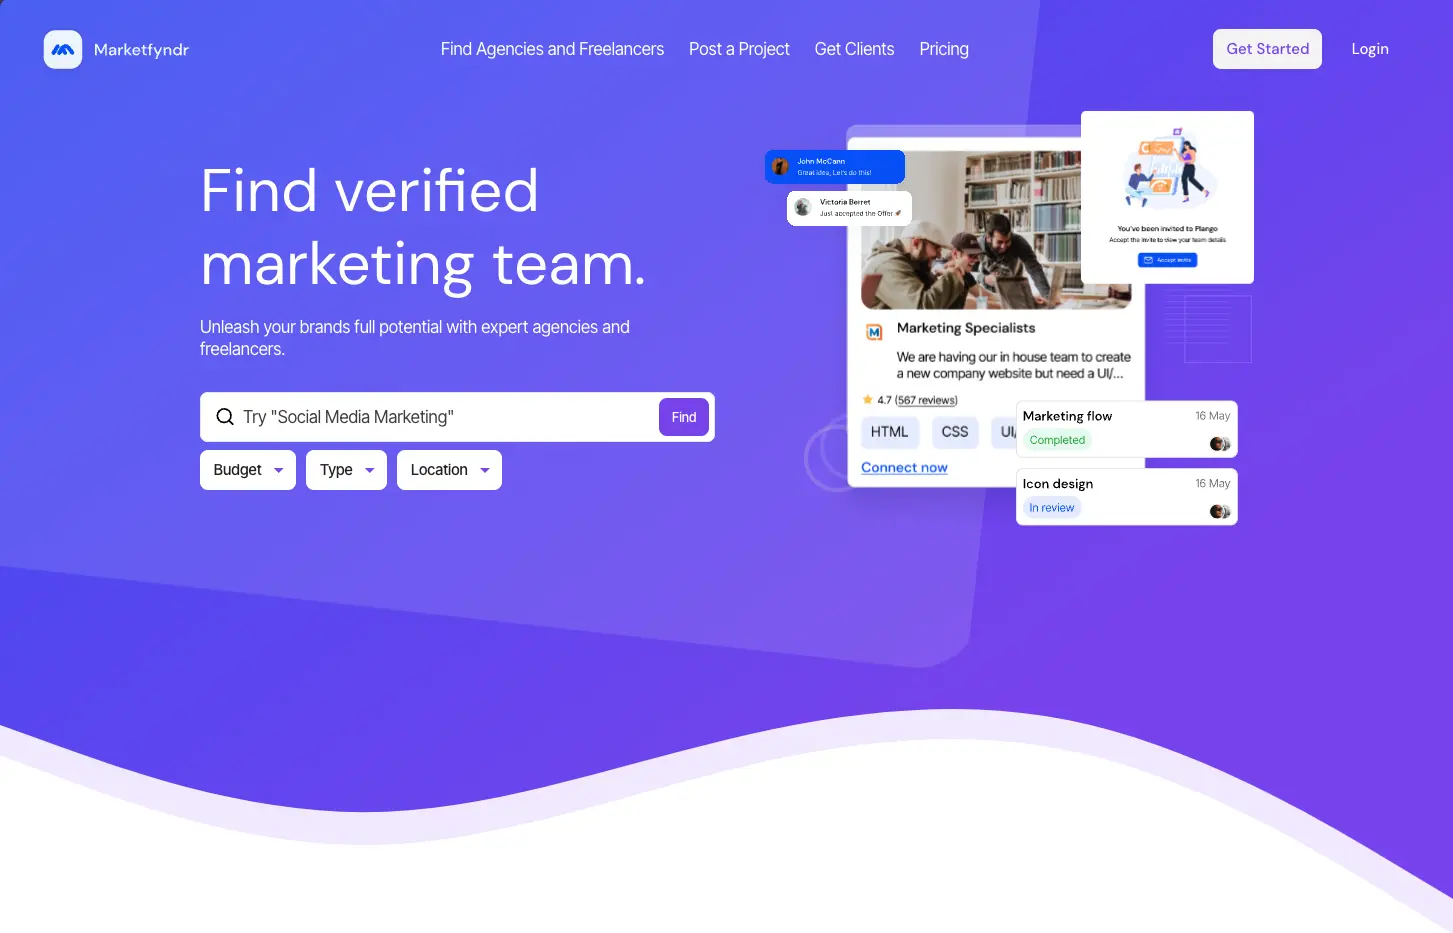 Marketfyndr
Find Agencies and Freelancers
Post a Project
Get Clients
Pricing
Get Started
Login
Find verified
marketing team.
Unleash your brands full potential with expert agencies and
freelancers.
Try "Social Media Marketing"
Find
Budget
Type
Location
John McCann
Great idea, Let's do this!
Victoria Berret
Just accepted the Offer 🚀
You've been invited to Plango
Accept the invite to view your team details
Accept invite
Marketing Specialists
We are having our in house team to create
a new company website but need a UI/...
4.7 (567 reviews)
HTML
CSS
UI/
Connect now
Marketing flow
16 May
Completed
Icon design
16 May
In review